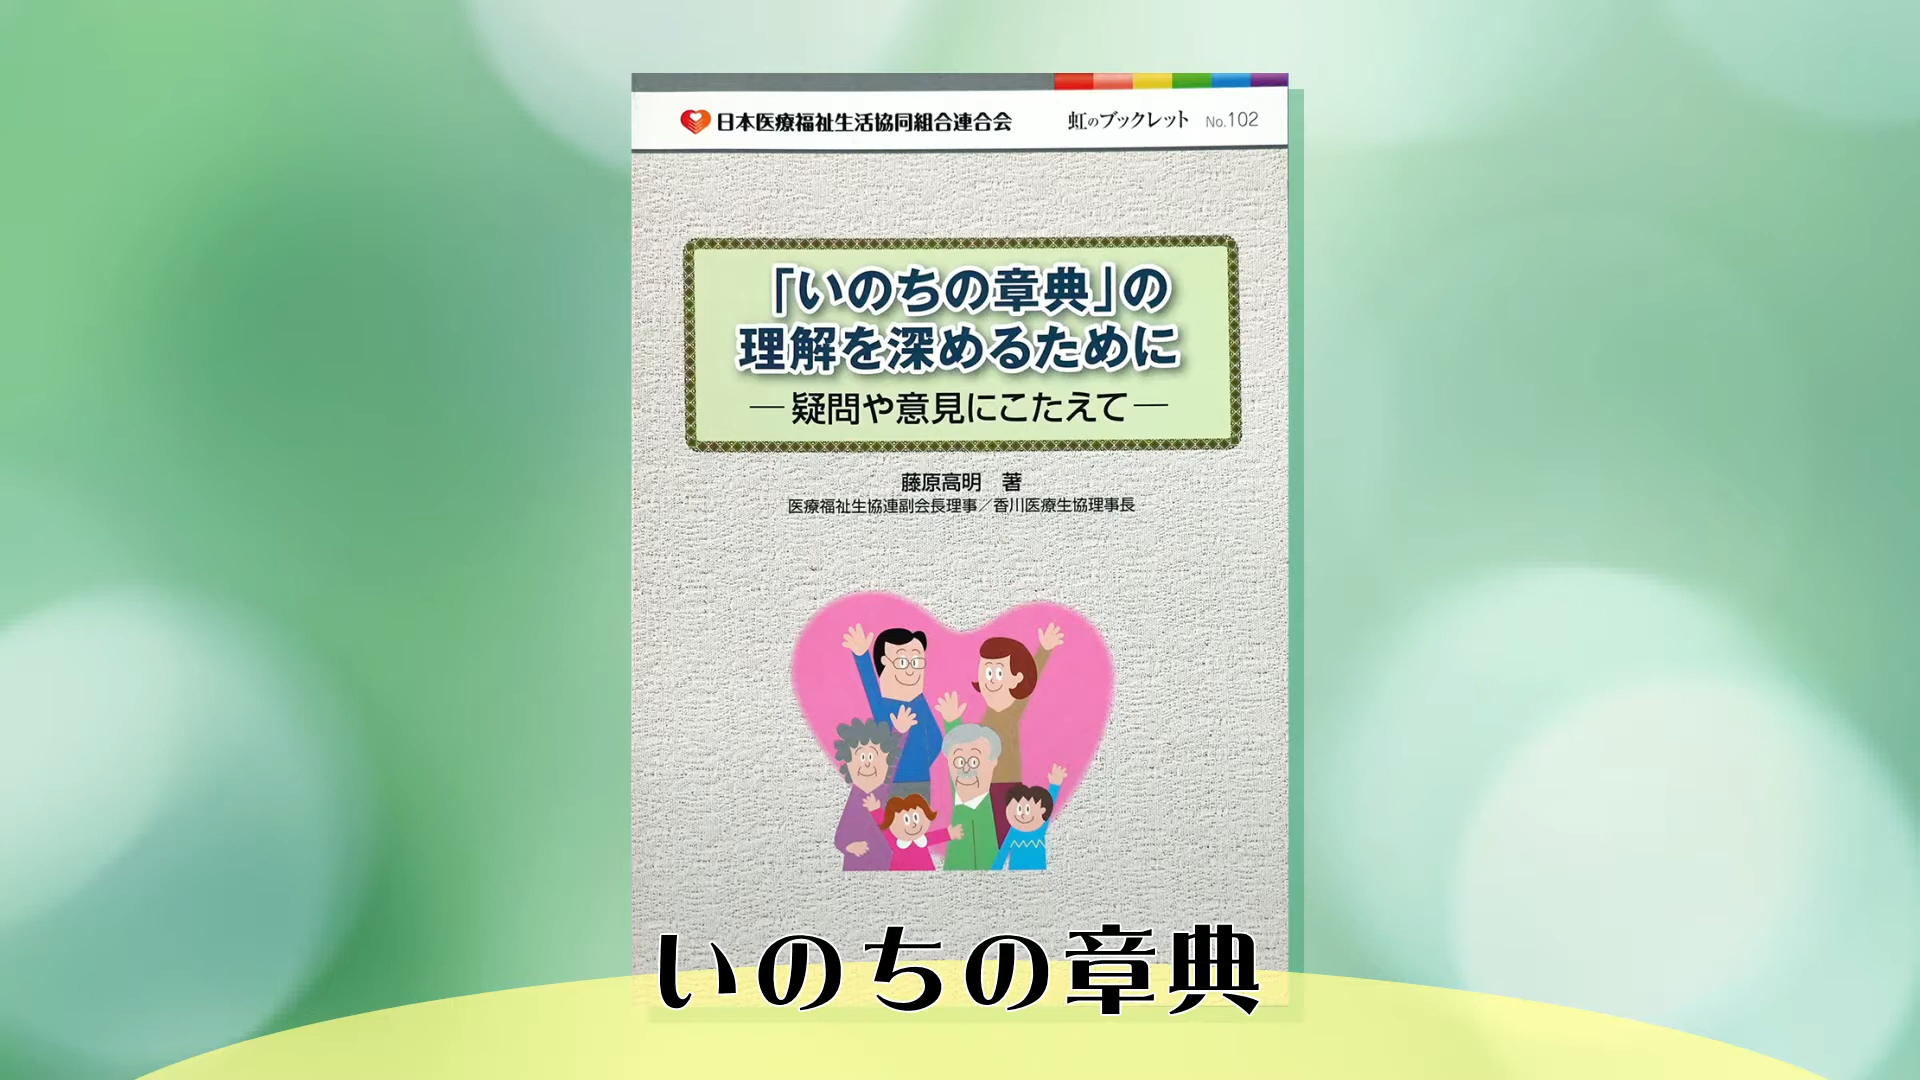 日本医療福祉生活協同組合連合会
虹のブックレット No.102
「いのちの章典」の
理解を深めるために
―疑問や意見にこたえて―
藤原高明 著
医療福祉生協連副会長理事／香川医療生協理事長
いのちの章典